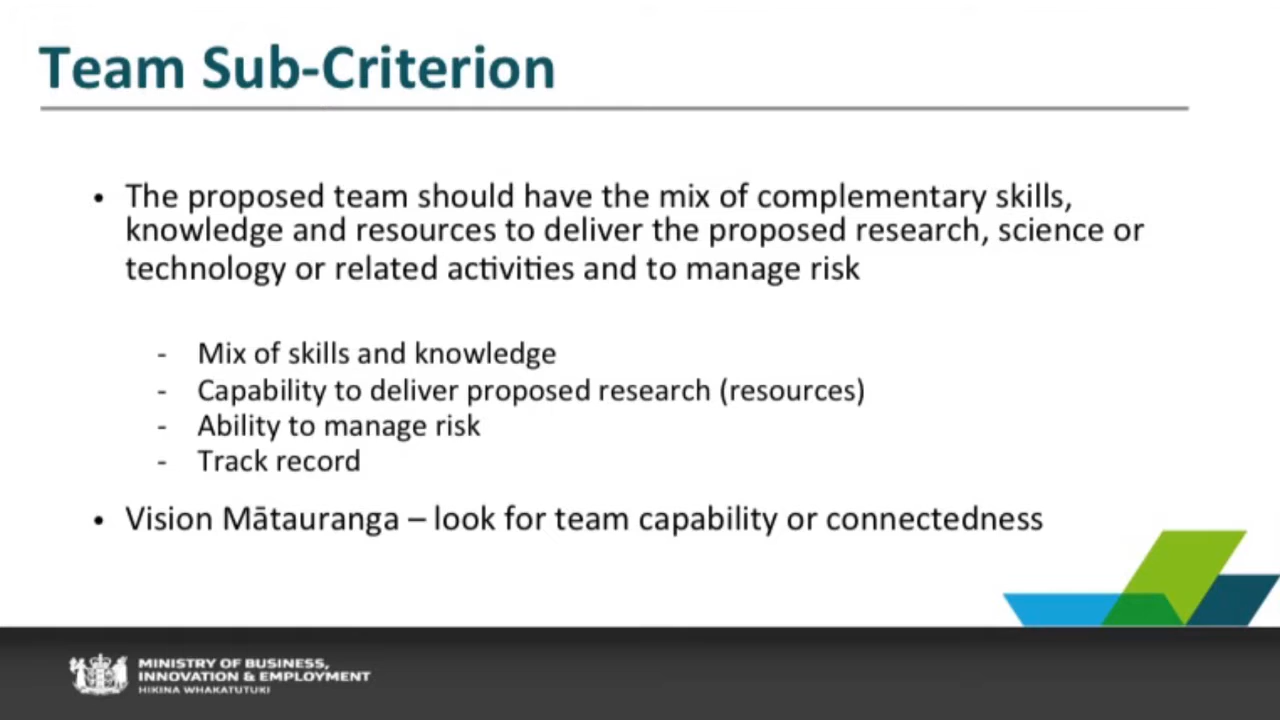 Team Sub-Criterion
• The proposed team should have the mix of complementary skills,
knowledge and resources to deliver the proposed research, science or
technology or related activities and to manage risk
- Mix of skills and knowledge
- Capability to deliver proposed research (resources)
- Ability to manage risk
- Track record
• Vision Mātauranga – look for team capability or connectedness
MINISTRY OF BUSINESS,
INNOVATION & EMPLOYMENT
HIKINA WHAKATUTUKI